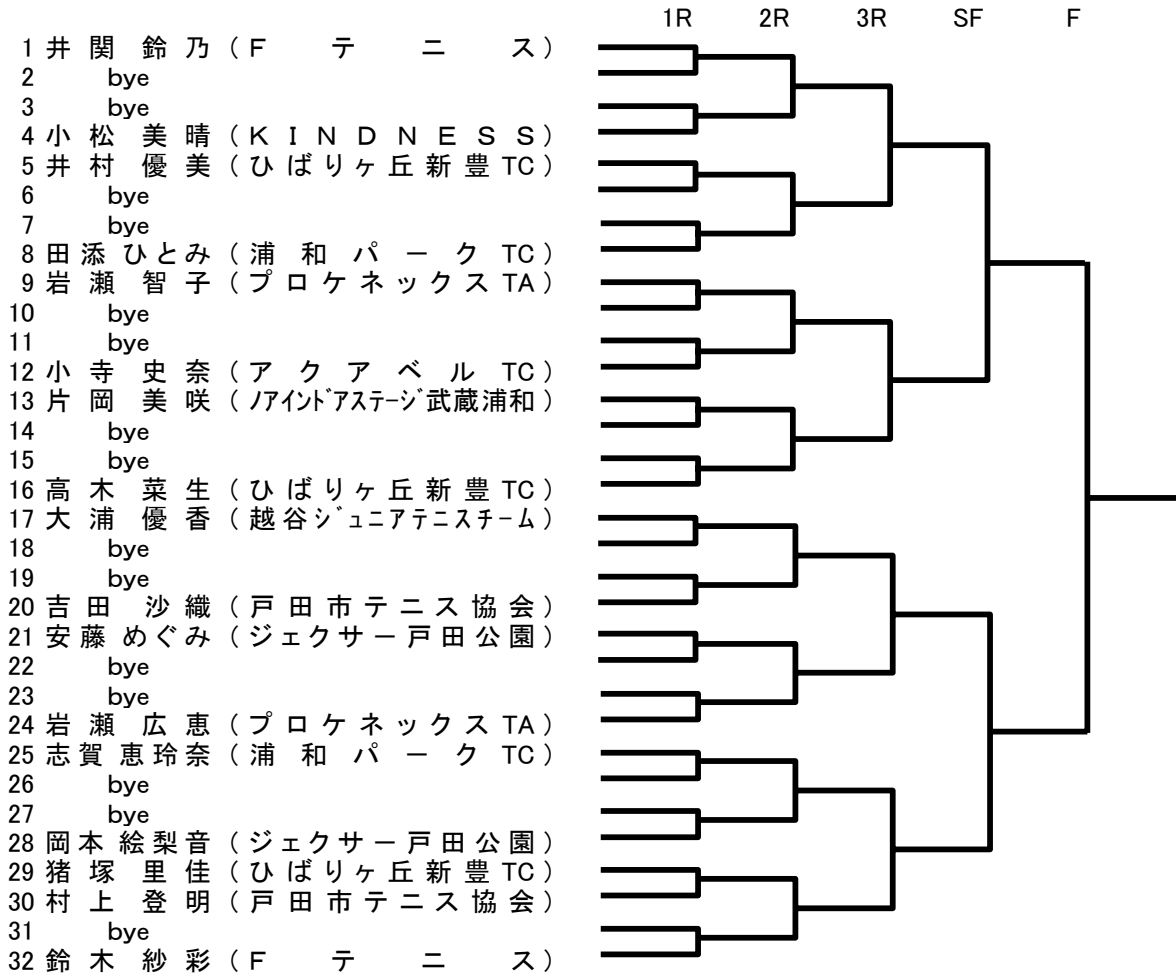 1R 2R 3R SF F
1 井関 鈴乃 (Fテニス)
2 bye
3 bye
4 小松 美晴 (KINDNESS)
5 井村 優美 (ひばりヶ丘新豊TC)
6 bye
7 bye
8 田添 ひとみ (浦和パークTC)
9 岩瀬 智子 (プロケネックスTA)
10 bye
11 bye
12 小寺 史奈 (アクアベルTC)
13 片岡 美咲 (ノアインドアステージ武蔵浦和)
14 bye
15 bye
16 高木 菜生 (ひばりヶ丘新豊TC)
17 大浦 優香 (越谷ジュニアテニスチーム)
18 bye
19 bye
20 吉田 沙織 (戸田市テニス協会)
21 安藤 めぐみ (ジェクサー戸田公園)
22 bye
23 bye
24 岩瀬 広恵 (プロケネックスTA)
25 志賀 恵玲奈 (浦和パークTC)
26 bye
27 bye
28 岡本 絵梨音 (ジェクサー戸田公園)
29 猪塚 里佳 (ひばりヶ丘新豊TC)
30 村上 登明 (戸田市テニス協会)
31 bye
32 鈴木 紗彩 (Fテニス)